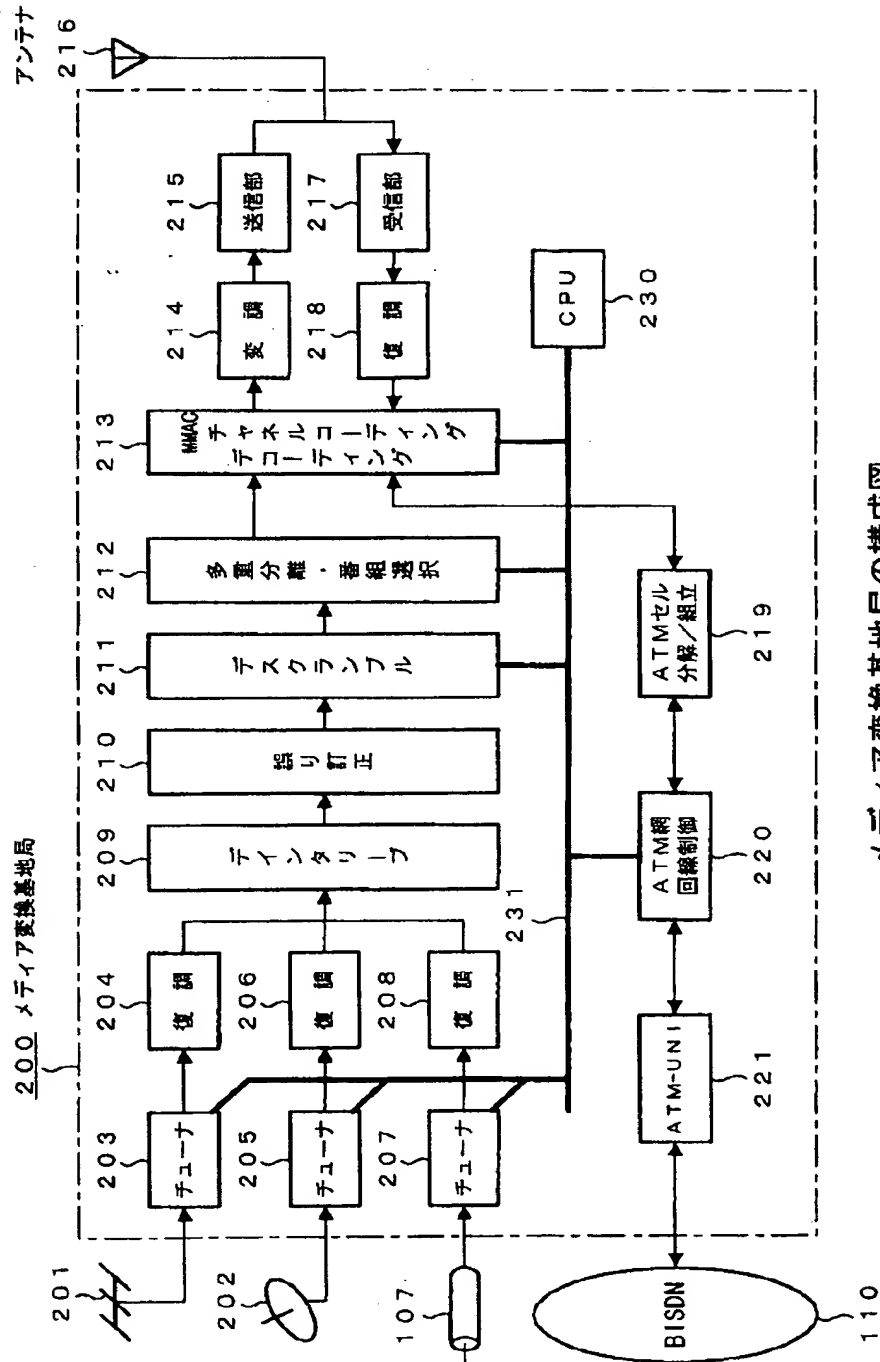 アンテナ
216
200 メディア変換基地局
201
202
107
BISDN
110
203
チューナ
205
チューナ
207
チューナ
204
復調
206
復調
208
復調
209
デインタリーブ
210
誤り訂正
211
デスクランブル
212
多重分離・番組選択
213
MMAC
チャネルコーディング
デコーディング
214
変調
215
送信部
217
受信部
218
復調
CPU
230
231
ATM-UNI
221
ATM網
回線制御
220
ATMセル
分解/組立
219
メディア変換基地局の構成図